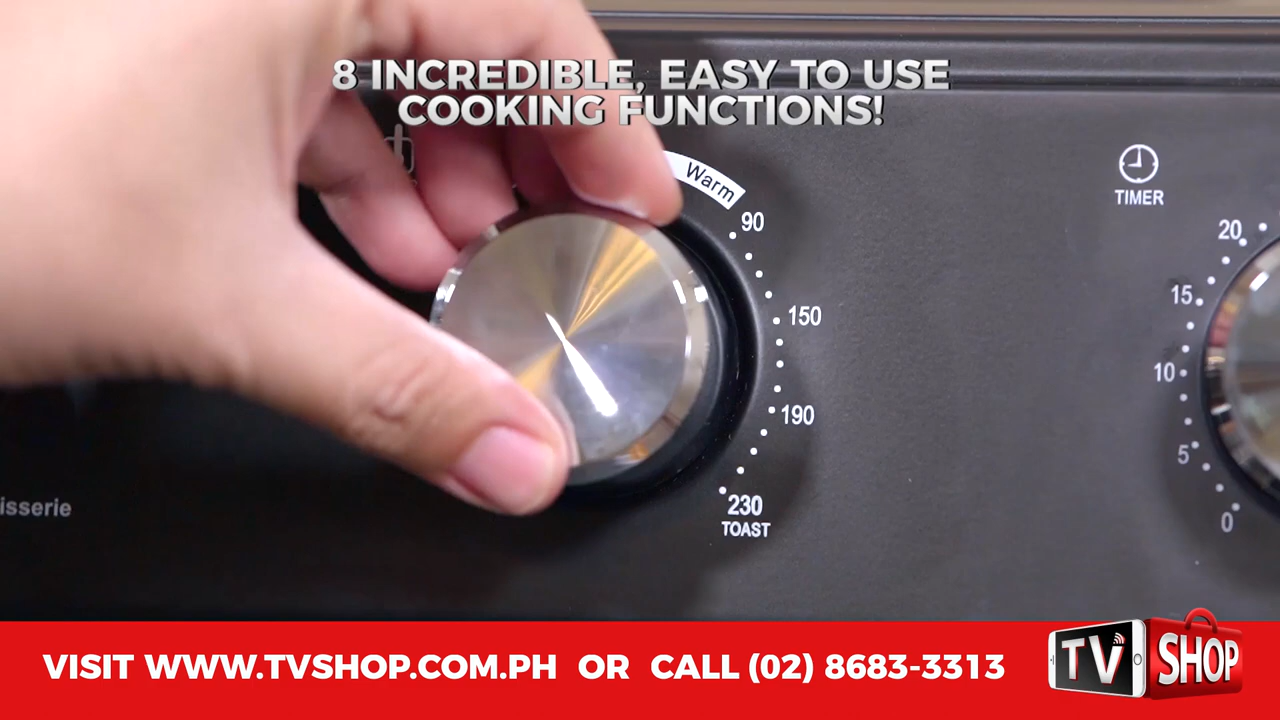 8 INCREDIBLE, EASY TO USE
COOKING FUNCTIONS!
Warm
90
150
190
230
TOAST
TIMER
20
15
10
5
0
isserie
VISIT WWW.TVSHOP.COM.PH OR CALL (02) 8683-3313
TV SHOP